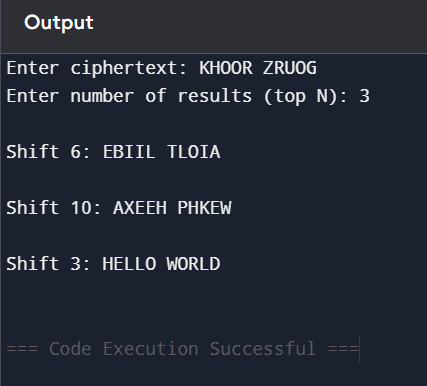 Output
Enter ciphertext: KHOOR ZRUOG
Enter number of results (top N): 3
Shift 6: EBIIL TLOIA
Shift 10: AXEEH PHKEW
Shift 3: HELLO WORLD
=== Code Execution Successful ===